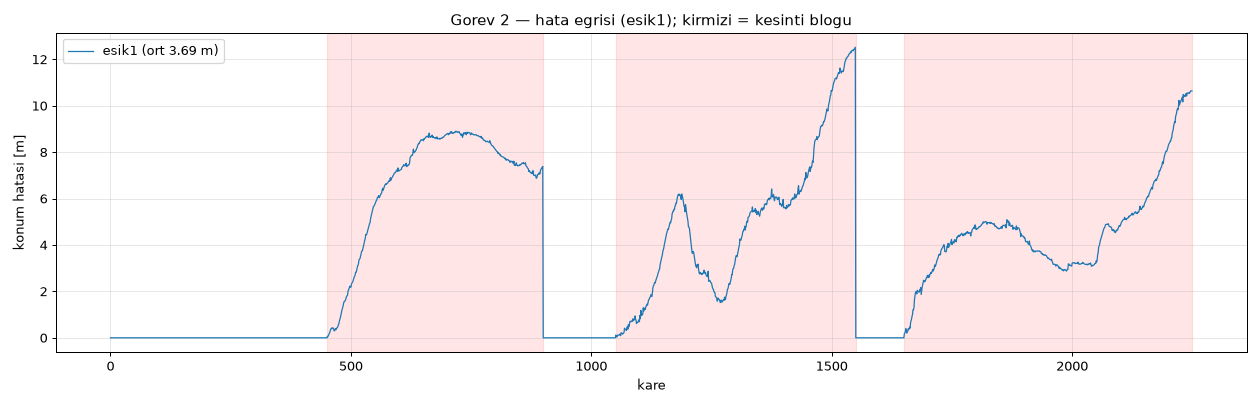 Gorev 2 — hata egrisi (esik1); kirmizi = kesinti blogu
esik1 (ort 3.69 m)
konum hatasi [m]
12
10
8
6
4
2
0
0 500 1000 1500 2000
kare